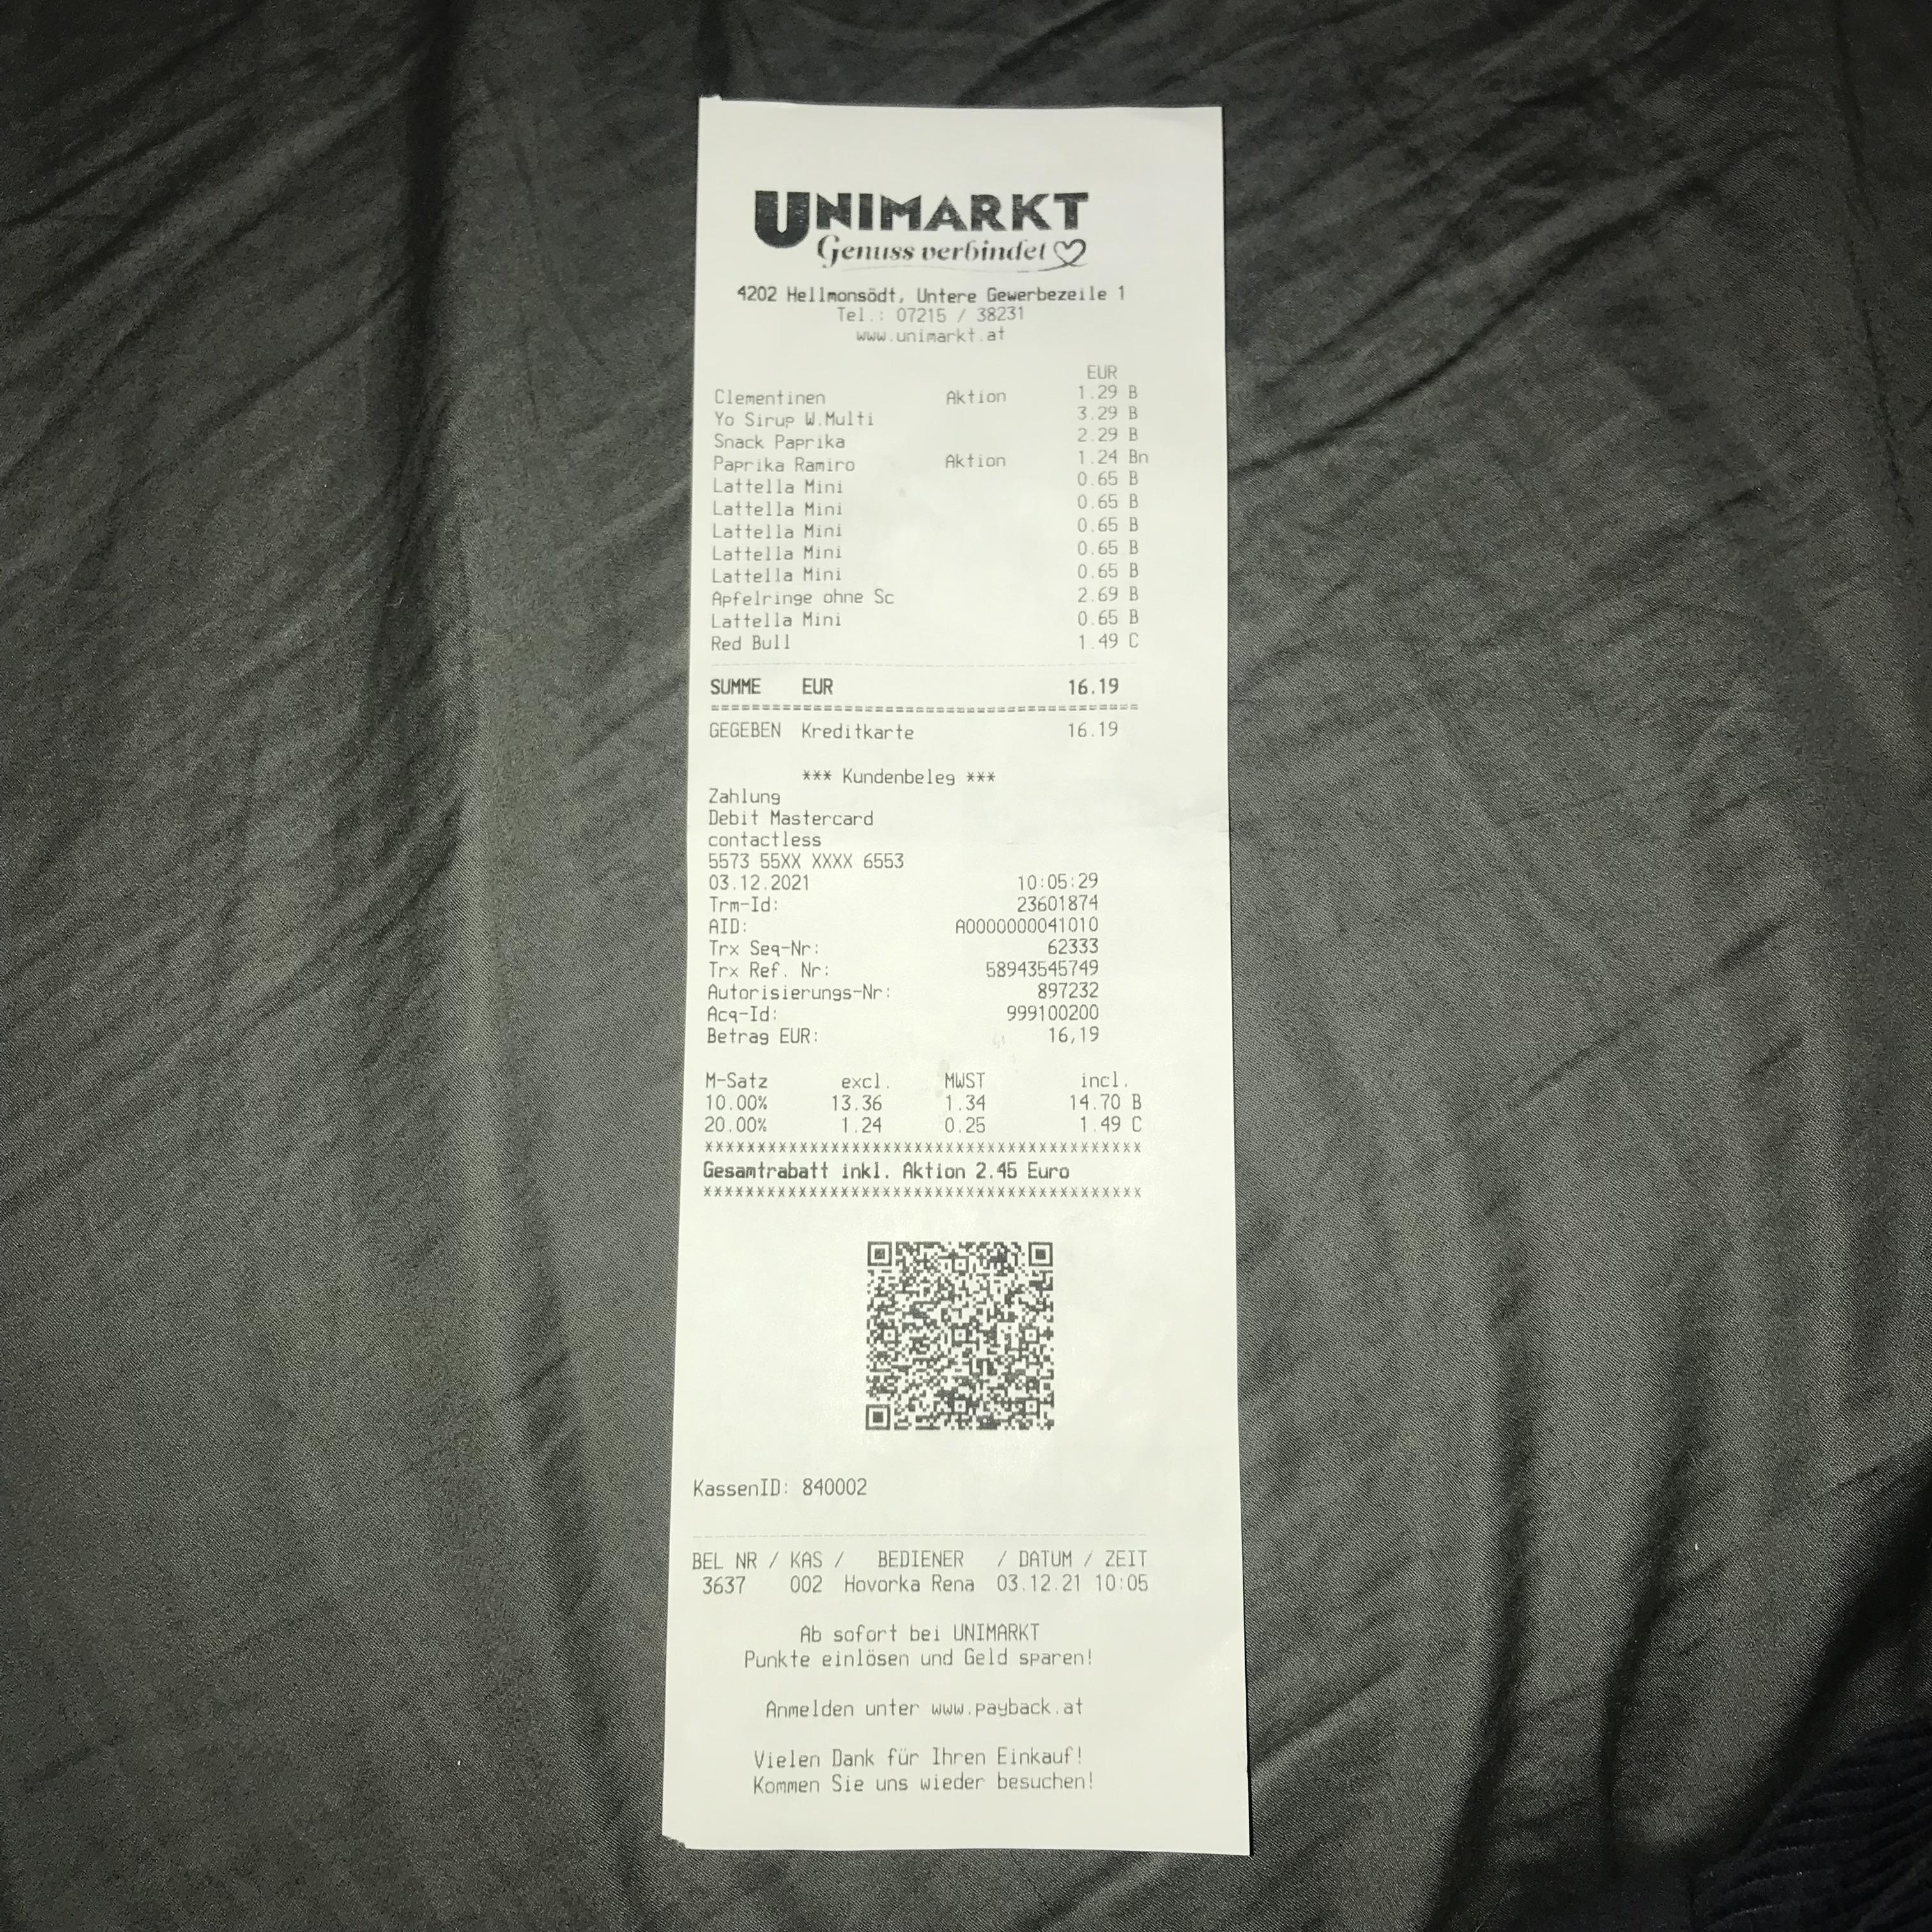 UNIMARKT
Genuss verbindet
4202 Hellmonsödt, Untere Gewerbezeile 1
Tel.: 07215 / 38231
www.unimarkt.at
EUR
Clementinen Aktion 1.29 B
Yo Sirup W.Multi 3.29 B
Snack Paprika 2.29 B
Paprika Ramiro Aktion 1.24 Bn
Lattella Mini 0.65 B
Lattella Mini 0.65 B
Lattella Mini 0.65 B
Lattella Mini 0.65 B
Lattella Mini 0.65 B
Apfelringe ohne Sc 2.69 B
Lattella Mini 0.65 B
Red Bull 1.49 C
SUMME EUR 16.19
========================================
GEGEBEN Kreditkarte 16.19
*** Kundenbeleg ***
Zahlung
Debit Mastercard
contactless
5573 55XX XXXX 6553
03.12.2021 10:05:29
Trm-Id: 23601874
AID: A0000000041010
Trx Seq-Nr: 62333
Trx Ref. Nr: 58943545749
Autorisierungs-Nr: 897232
Acq-Id: 999100200
Betrag EUR: 16,19
M-Satz excl. MWST incl.
10.00% 13.36 1.34 14.70 B
20.00% 1.24 0.25 1.49 C
******************************************
Gesamtrabatt inkl. Aktion 2.45 Euro
******************************************
KassenID: 840002
BEL NR / KAS / BEDIENER / DATUM / ZEIT
3637 002 Hovorka Rena 03.12.21 10:05
Ab sofort bei UNIMARKT
Punkte einlösen und Geld sparen!
Anmelden unter www.payback.at
Vielen Dank für Ihren Einkauf!
Kommen Sie uns wieder besuchen!